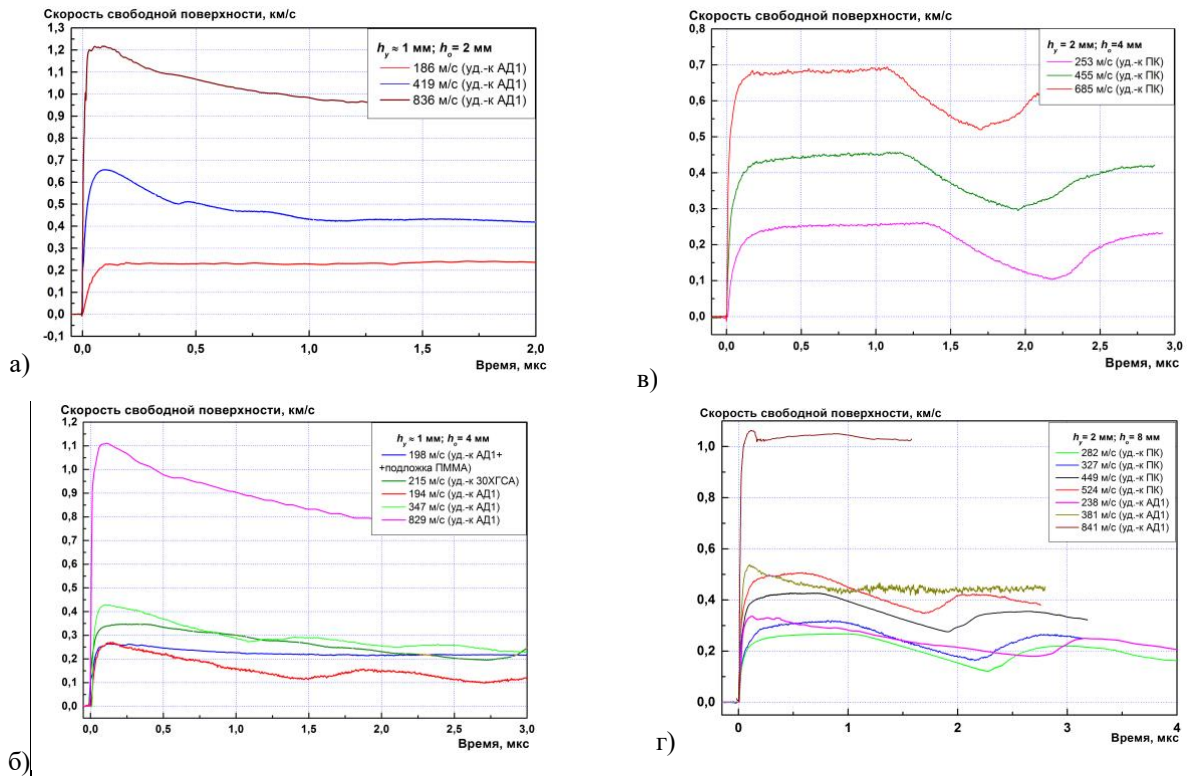 Скорость свободной поверхности, км/с
1,3
1,2
1,1
1,0
0,9
0,8
0,7
0,6
0,5
0,4
0,3
0,2
0,1
0,0
-0,1
hу ≈ 1 мм; hо= 2 мм
186 м/с (уд.-к АД1)
419 м/с (уд.-к АД1)
836 м/с (уд.-к АД1)
0,0 0,5 1,0 1,5 2,0
Время, мкс
а)
Скорость свободной поверхности, км/с
0,8
0,7
0,6
0,5
0,4
0,3
0,2
0,1
0,0
hу = 2 мм; hо=4 мм
253 м/с (уд.-к ПК)
455 м/с (уд.-к ПК)
685 м/с (уд.-к ПК)
0,0 0,5 1,0 1,5 2,0 2,5 3,0
Время, мкс
в)
Скорость свободной поверхности, км/с
1,2
1,1
1,0
0,9
0,8
0,7
0,6
0,5
0,4
0,3
0,2
0,1
0,0
hу ≈ 1 мм; hо = 4 мм
198 м/с (уд.-к АД1+
+подложка ПММА)
215 м/с (уд.-к 30ХГСА)
194 м/с (уд.-к АД1)
347 м/с (уд.-к АД1)
829 м/с (уд.-к АД1)
0,0 0,5 1,0 1,5 2,0 2,5 3,0
Время, мкс
б)
Скорость свободной поверхности, км/с
1,0
0,8
0,6
0,4
0,2
0,0
hу = 2 мм; hо = 8 мм
282 м/с (уд.-к ПК)
327 м/с (уд.-к ПК)
449 м/с (уд.-к ПК)
524 м/с (уд.-к ПК)
238 м/с (уд.-к АД1)
381 м/с (уд.-к АД1)
841 м/с (уд.-к АД1)
0 1 2 3 4
Время, мкс
г)